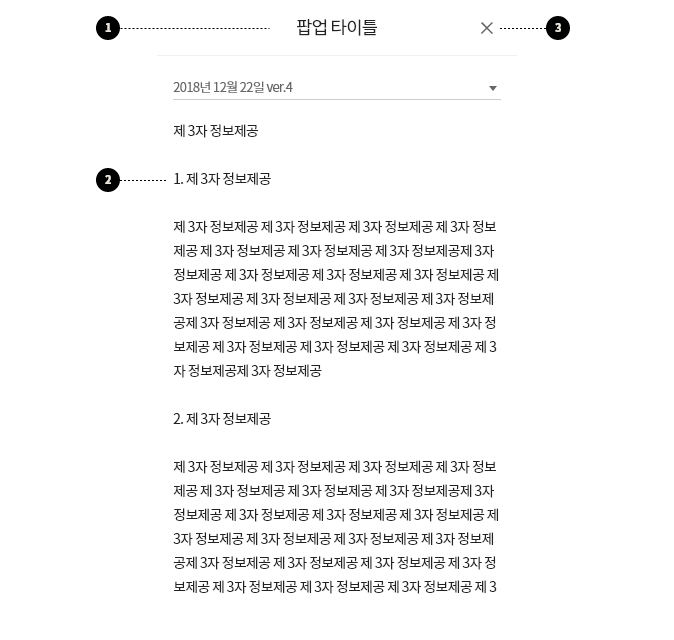 1 팝업 타이틀 3
2018년 12월 22일 ver.4
제 3자 정보제공
2 1. 제 3자 정보제공
제 3자 정보제공 제 3자 정보제공 제 3자 정보제공 제 3자 정보
제공 제 3자 정보제공 제 3자 정보제공 제 3자 정보제공제 3자
정보제공 제 3자 정보제공 제 3자 정보제공 제 3자 정보제공 제
3자 정보제공 제 3자 정보제공 제 3자 정보제공 제 3자 정보제
공제 3자 정보제공 제 3자 정보제공 제 3자 정보제공 제 3자 정
보제공 제 3자 정보제공 제 3자 정보제공 제 3자 정보제공 제 3
자 정보제공제 3자 정보제공
2. 제 3자 정보제공
제 3자 정보제공 제 3자 정보제공 제 3자 정보제공 제 3자 정보
제공 제 3자 정보제공 제 3자 정보제공 제 3자 정보제공제 3자
정보제공 제 3자 정보제공 제 3자 정보제공 제 3자 정보제공 제
3자 정보제공 제 3자 정보제공 제 3자 정보제공 제 3자 정보제
공제 3자 정보제공 제 3자 정보제공 제 3자 정보제공 제 3자 정
보제공 제 3자 정보제공 제 3자 정보제공 제 3자 정보제공 제 3